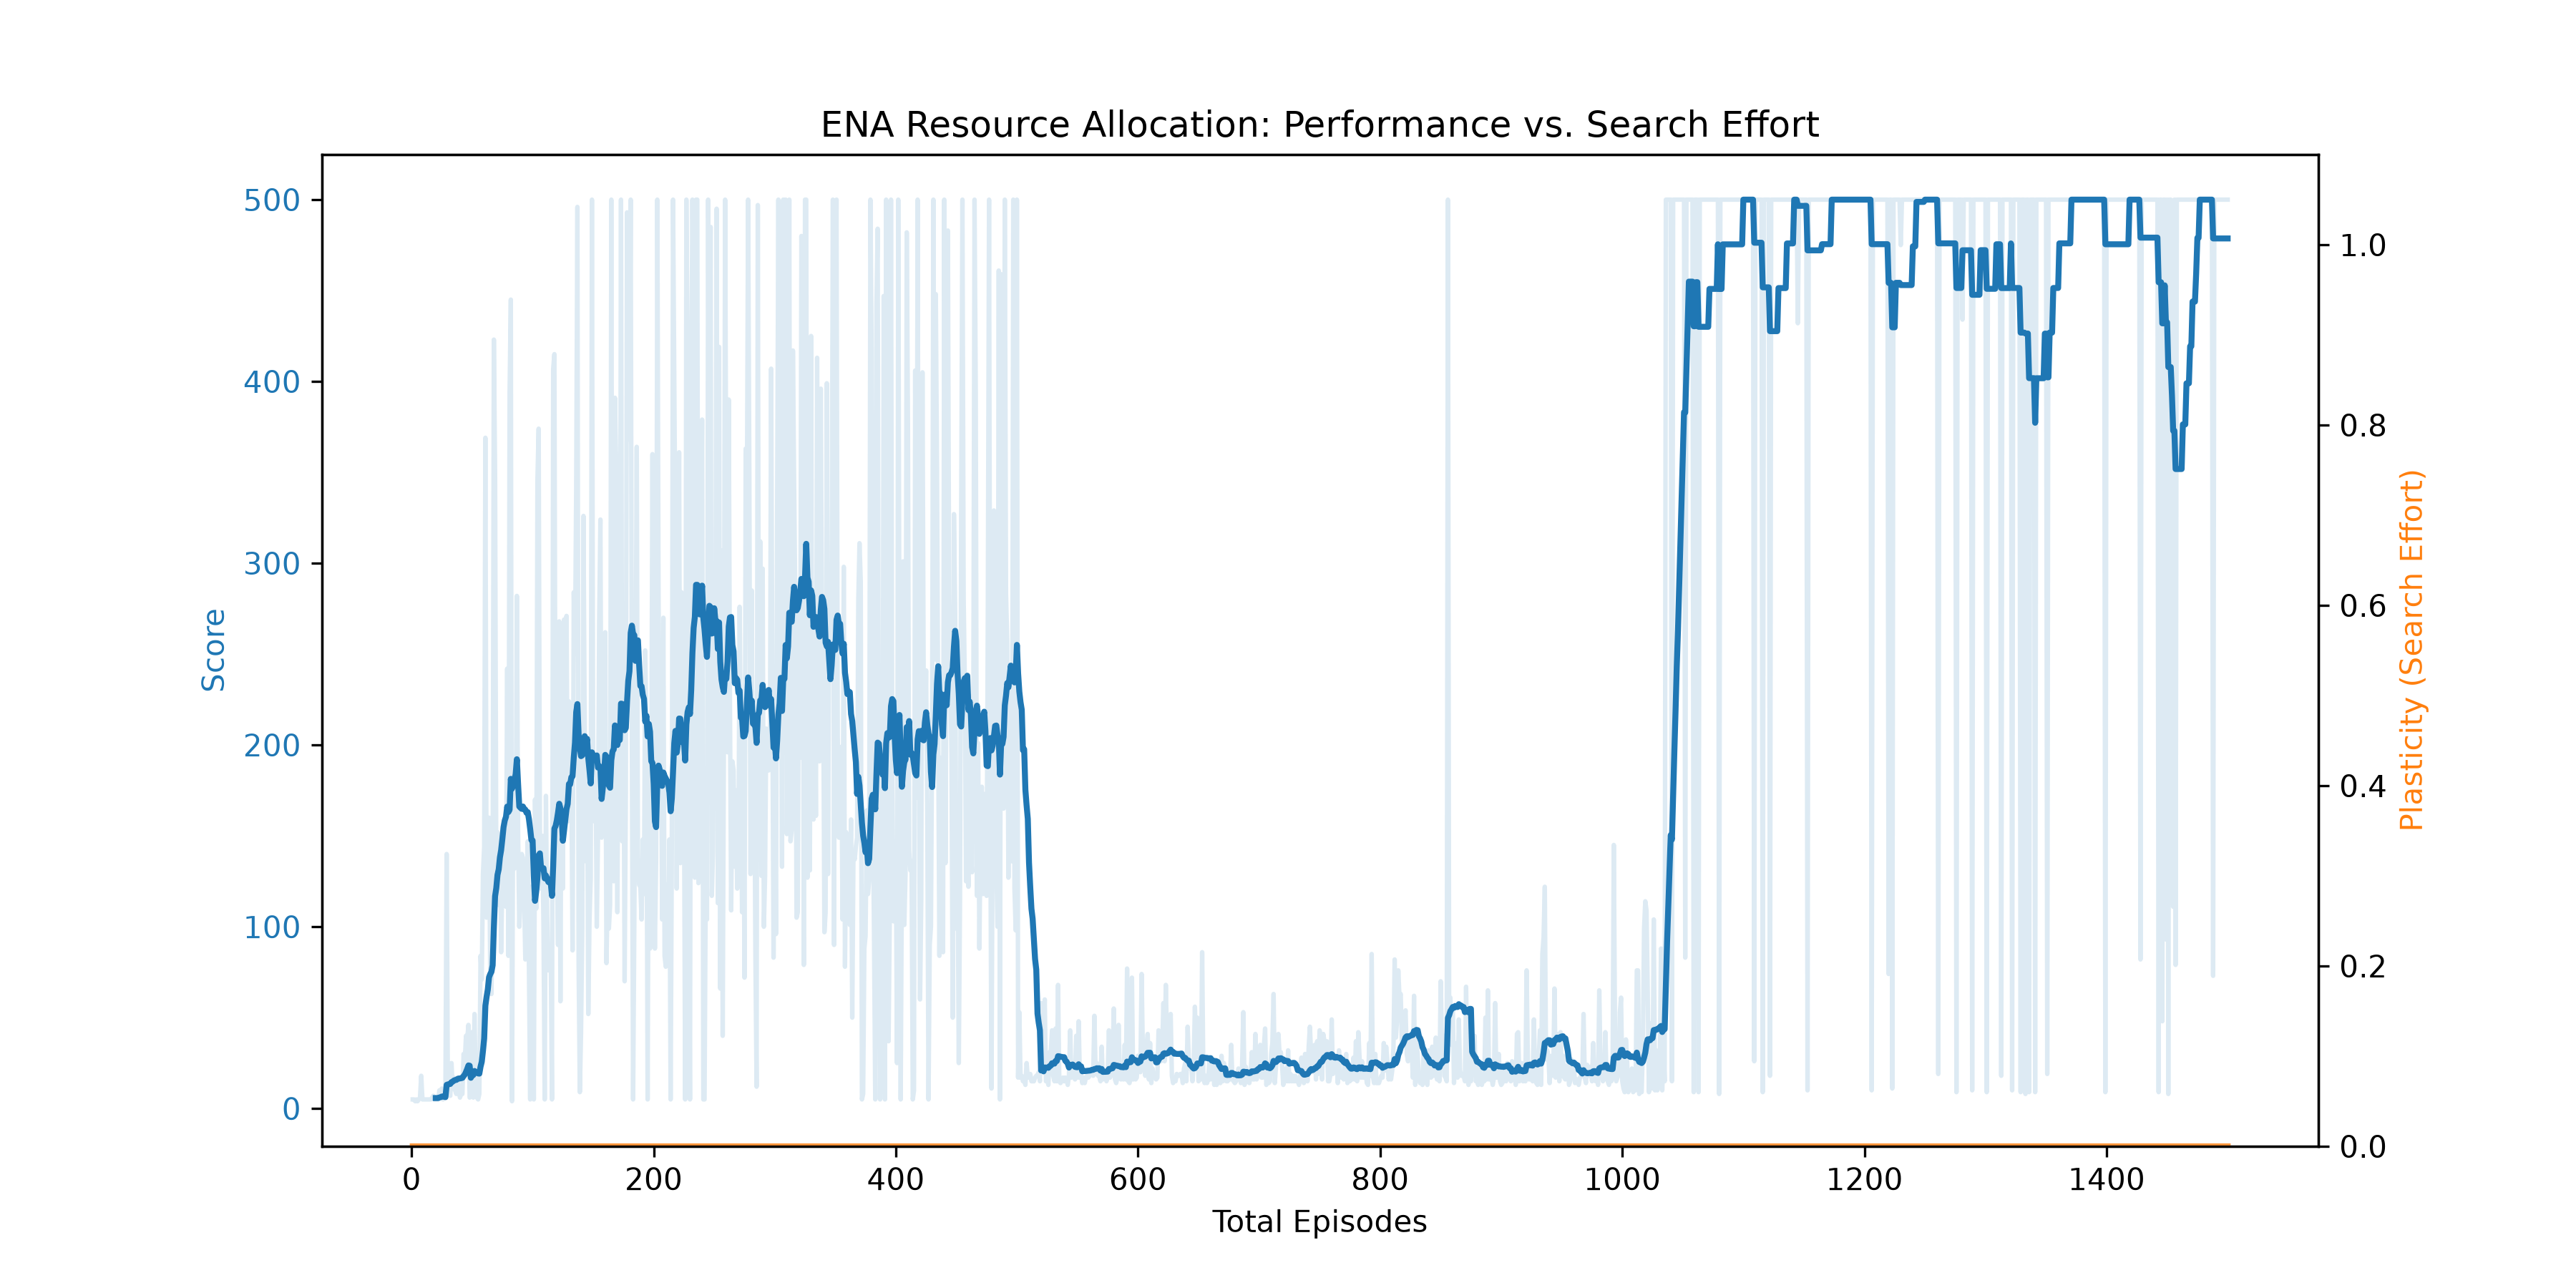 ENA Resource Allocation: Performance vs. Search Effort
500
400
300
200
100
0
Score
1.0
0.8
0.6
0.4
0.2
0.0
Plasticity (Search Effort)
0 200 400 600 800 1000 1200 1400
Total Episodes